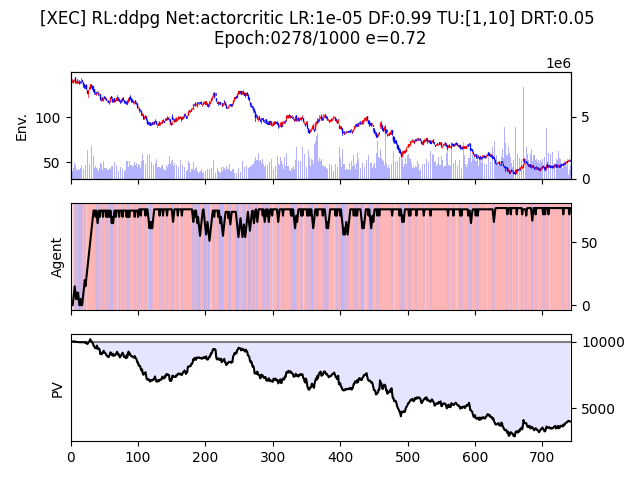 [XEC] RL:ddpg Net:actorcritic LR:1e-05 DF:0.99 TU:[1,10] DRT:0.05
Epoch:0278/1000 e=0.72
1e6
Env.
100
50
5
0
Agent
50
0
PV
10000
5000
0 100 200 300 400 500 600 700